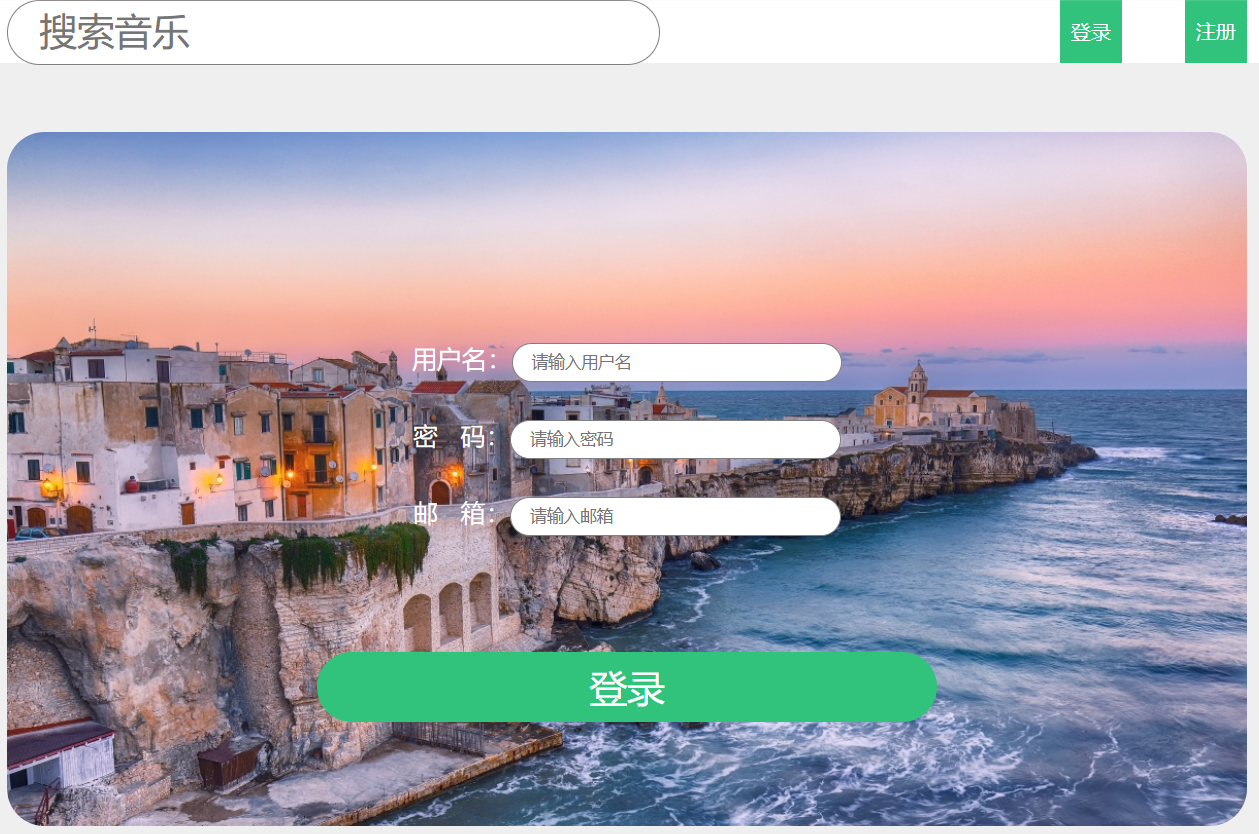 搜索音乐
登录
注册
用户名： 请输入用户名
密 码： 请输入密码
邮 箱： 请输入邮箱
登录